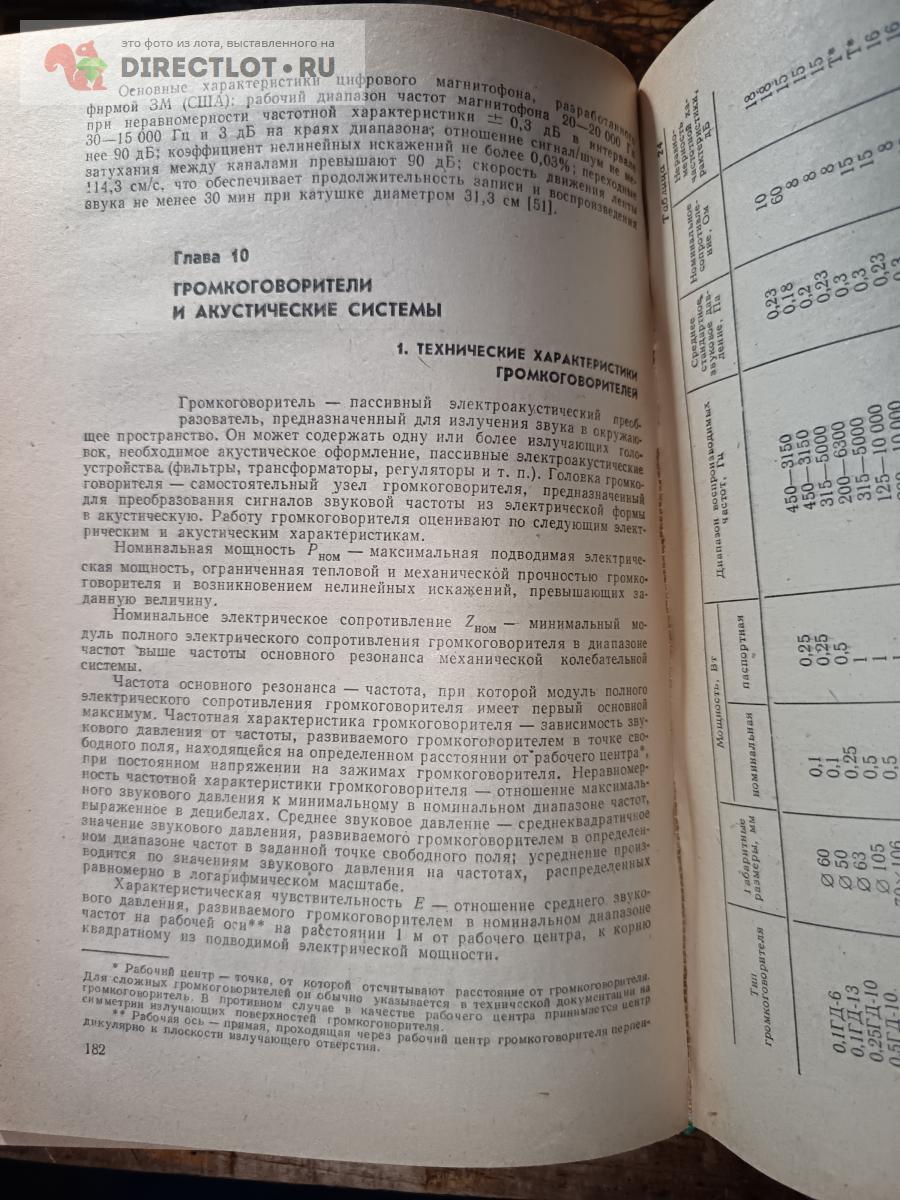 это фото из лота, выставленного на
DIRECTLOT.RU
Основные характеристики цифрового магнитофона, разработанного
фирмой 3М (США): рабочий диапазон частот магнитофона 20—20 000 Гц
при неравномерности частотной характеристики ± 0,3 дБ в интервале
30—15 000 Гц и 3 дБ на краях диапазона; отношение сигнал/шум не ме-
нее 90 дБ; коэффициент нелинейных искажений не более 0,03%; переходные
затухания между каналами превышают 90 дБ; скорость движения ленты
114,3 см/с, что обеспечивает продолжительность записи и воспроизведения
звука не менее 30 мин при катушке диаметром 31,3 см [51].
Глава 10
ГРОМКОГОВОРИТЕЛИ
И АКУСТИЧЕСКИЕ СИСТЕМЫ
1. ТЕХНИЧЕСКИЕ ХАРАКТЕРИСТИКИ
ГРОМКОГОВОРИТЕЛЕЙ
Громкоговоритель — пассивный электроакустический преоб-
разователь, предназначенный для излучения звука в окружаю-
щее пространство. Он может содержать одну или более излучающих голо-
вок, необходимое акустическое оформление, пассивные электроакустические
устройства (фильтры, трансформаторы, регуляторы и т. п.). Головка громко-
говорителя — самостоятельный узел громкоговорителя, предназначенный
для преобразования сигналов звуковой частоты из электрической формы
в акустическую. Работу громкоговорителя оценивают по следующим элект-
рическим и акустическим характеристикам.
Номинальная мощность Pном — максимальная подводимая электриче-
ская мощность, ограниченная тепловой и механической прочностью громко-
говорителя и возникновением нелинейных искажений, превышающих за-
данную величину.
Номинальное электрическое сопротивление Zном — минимальный мо-
дуль полного электрического сопротивления громкоговорителя в диапазоне
частот выше частоты основного резонанса механической колебательной
системы.
Частота основного резонанса — частота, при которой модуль полного
электрического сопротивления громкоговорителя имеет первый основной
максимум. Частотная характеристика громкоговорителя — зависимость зву-
кового давления от частоты, развиваемого громкоговорителем в точке сво-
бодного поля, находящейся на определенном расстоянии от рабочего центра*,
при постоянном напряжении на зажимах громкоговорителя. Неравномер-
ность частотной характеристики громкоговорителя — отношение максималь-
ного звукового давления к минимальному в номинальном диапазоне частот,
выраженное в децибелах. Среднее звуковое давление — среднеквадратичное
значение звукового давления, развиваемого громкоговорителем в определен-
ном диапазоне частот в заданной точке свободного поля; усреднение произ-
водится по значениям звукового давления на частотах, распределенных
равномерно в логарифмическом масштабе.
Характеристическая чувствительность E — отношение среднего звуко-
вого давления, развиваемого громкоговорителем в номинальном диапазоне
частот на рабочей оси** на расстоянии 1 м от рабочего центра, к корню
квадратному из подводимой электрической мощности.
* Рабочий центр — точка, от которой отсчитывают расстояние от громкоговорителя.
Для сложных громкоговорителей он обычно указывается в технической документации на
громкоговоритель. В противном случае в качестве рабочего центра принимается центр
симметрии излучающих поверхностей громкоговорителя.
** Рабочая ось — прямая, проходящая через рабочий центр громкоговорителя перпен-
дикулярно к плоскости излучающего отверстия.
182
Таблица 24
Тип
громкоговорителя
Габаритные
размеры, мм
Мощность, Вт
номинальная
паспортная
Диапазон воспроизводимых
частот, Гц
Среднее
стандартное
звуковое дав-
ление, Па
Номинальное
сопротивле-
ние, Ом
Неравно-
мерность
частотной ха-
рактеристики,
дБ
450—3150 0,23 10 18
0,1ГД-6 ∅ 60 0,1 0,25 450—3150 0,18 60 18
0,1ГД-13 ∅ 50 0,1 0,25 315—5000 0,2 8 15
0,25ГД-10 ∅ 63 0,25 0,5 200—6300 0,23 8 15
0,5ГД-10. ∅ 105 0,5 1 315—5000 0,3 8 15
0,5 1 125—10 000 0,3 15 Т*
0,23 15 Т*
8 16